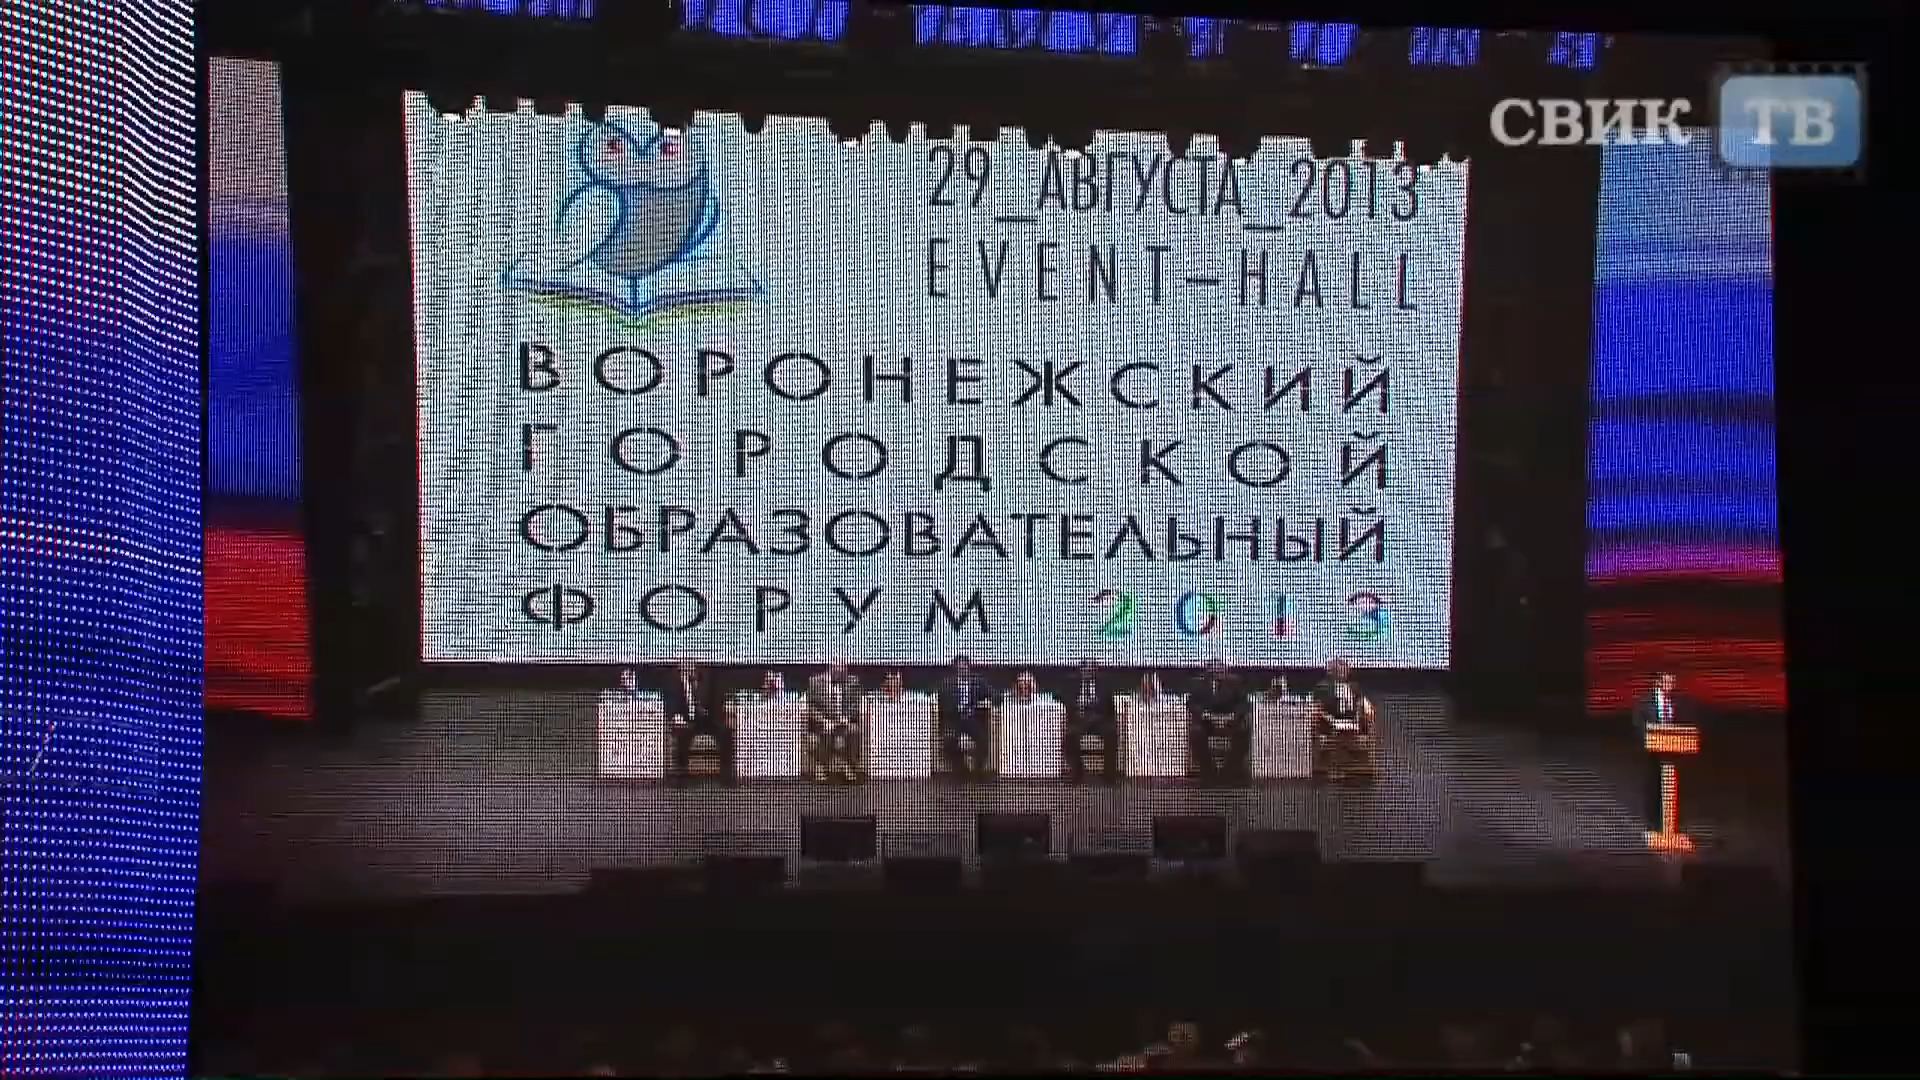 СВИК ТВ
29_АВГУСТА_2013
EVENT-HALL
ВОРОНЕЖСКИЙ
ГОРОДСКОЙ
ОБРАЗОВАТЕЛЬНЫЙ
ФОРУМ 2013